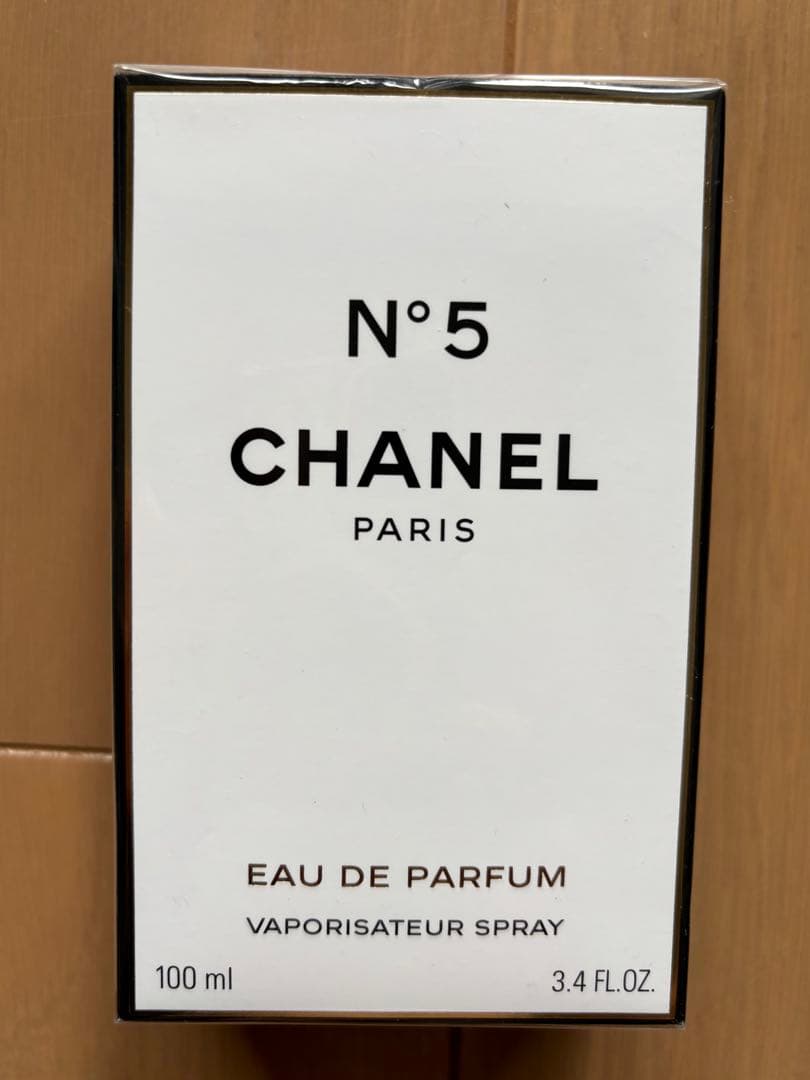 N°5
CHANEL
PARIS
EAU DE PARFUM
VAPORISATEUR SPRAY
100 ml
3.4 FL.OZ.